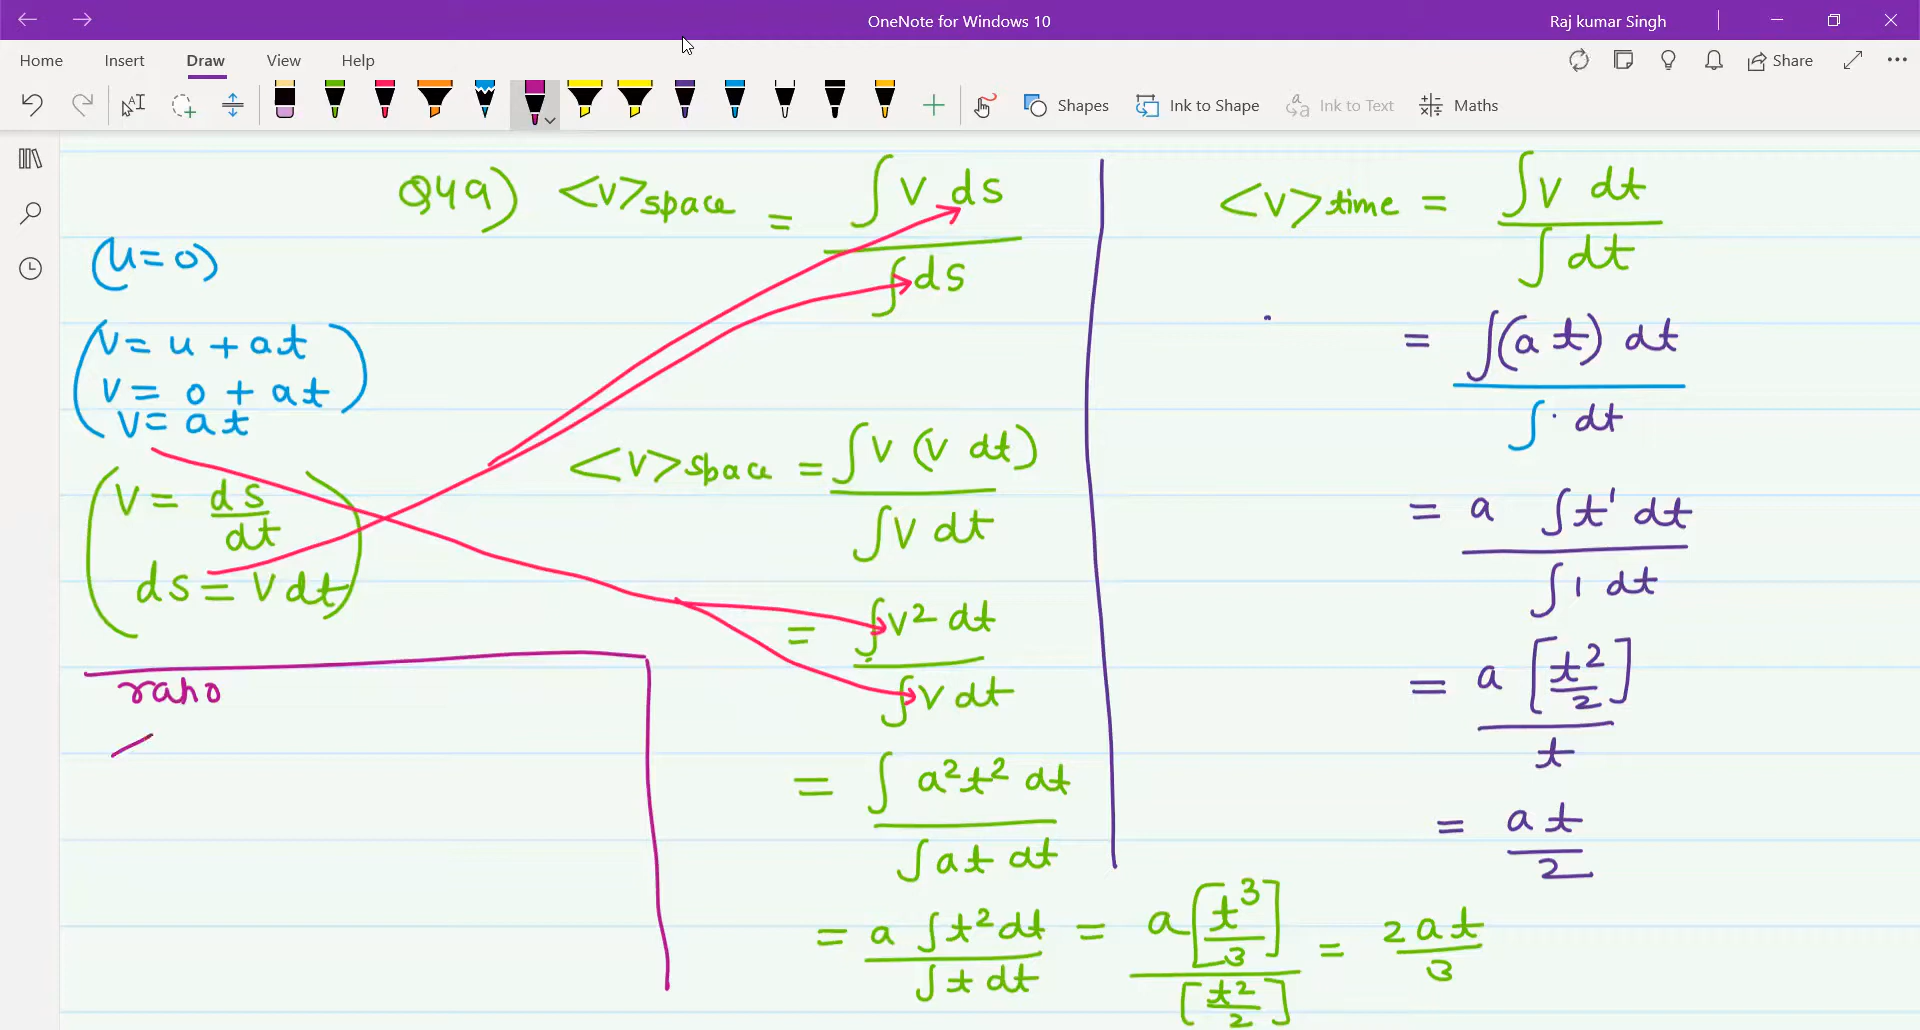 OneNote for Windows 10
Raj kumar Singh
Home Insert Draw View Help
Share
Shapes Ink to Shape Ink to Text Maths
Q49) <v>space = ∫ v ds / ∫ ds
(u = 0)
v = u + at
v = 0 + at
v = at
v = ds/dt
ds = v dt
<v>space = ∫ v (v dt) / ∫ v dt
= ∫ v² dt / ∫ v dt
= ∫ a²t² dt / ∫ at dt
= a ∫ t² dt / ∫ t dt = a [t³/3] / [t²/2] = 2at/3
<v>time = ∫ v dt / ∫ dt
= ∫ (at) dt / ∫ dt
= a ∫ t¹ dt / ∫ 1 dt
= a [t²/2] / t
= at/2